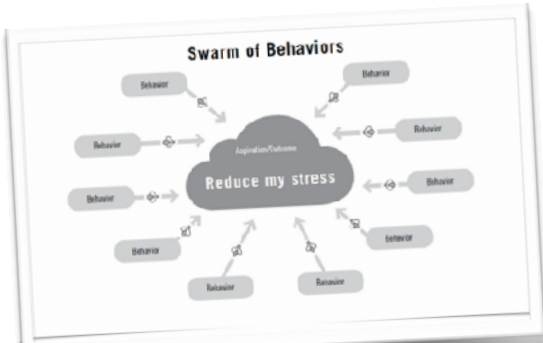 Swarm of Behaviors
Behavior
Behavior
Behavior
Behavior
Aspiration/Outcome
Reduce my stress
Behavior
Behavior
Behavior
Behavior
Behavior
Behavior